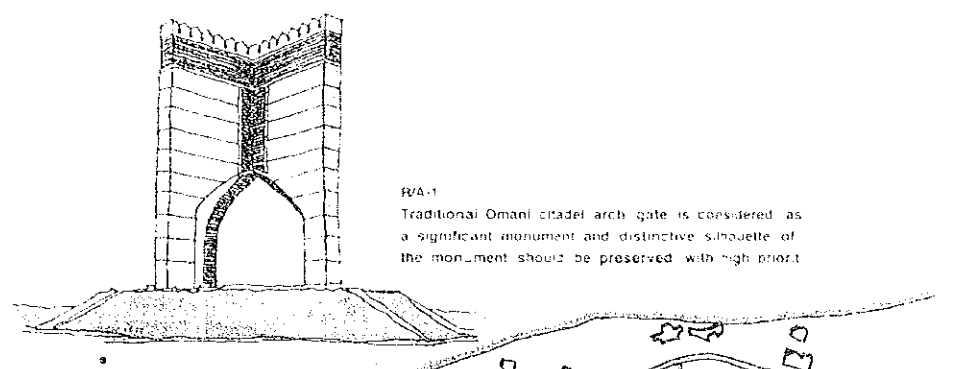 R/A-1
Traditional Omani citadel arch gate is considered as
a significant monument and distinctive silhouette of
the monument should be preserved with high priorit